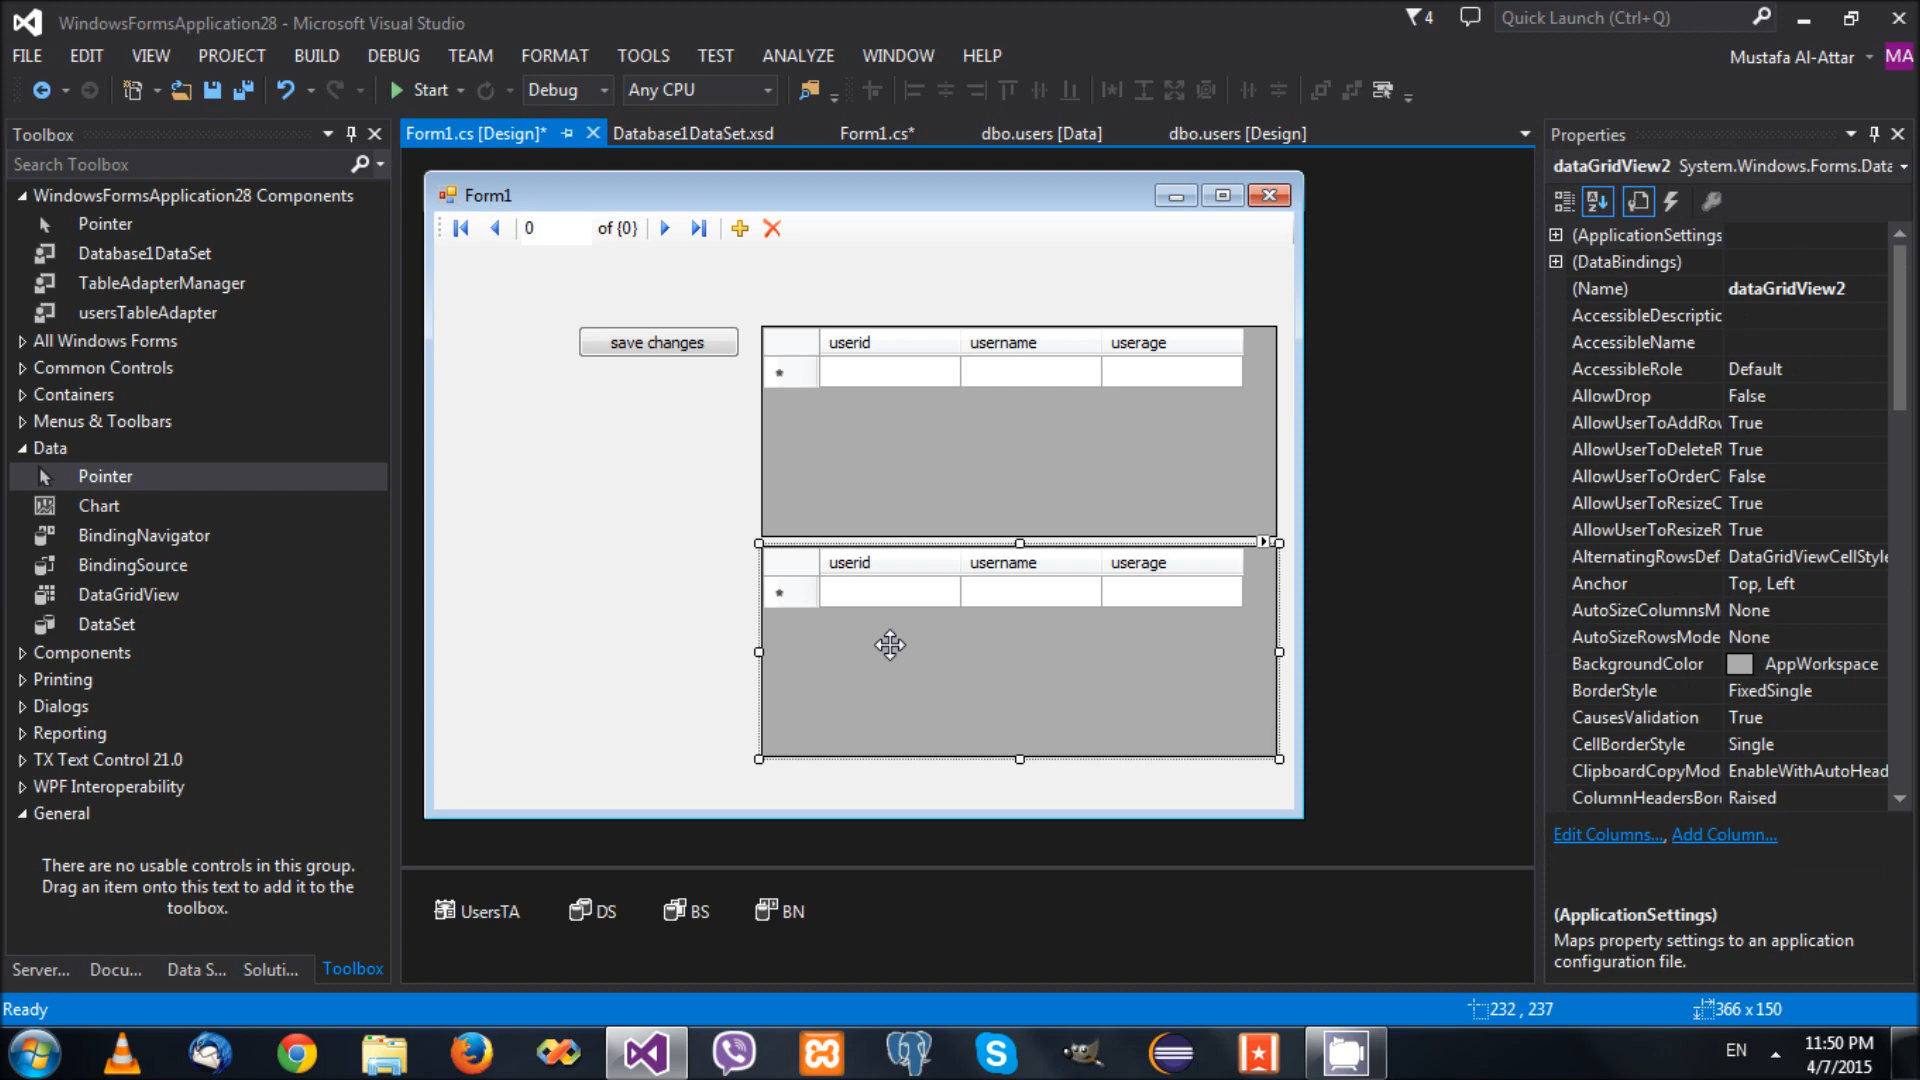 WindowsFormsApplication28 - Microsoft Visual Studio
4
Quick Launch (Ctrl+Q)
FILE EDIT VIEW PROJECT BUILD DEBUG TEAM FORMAT TOOLS TEST ANALYZE WINDOW HELP
Mustafa Al-Attar
MA
Start
Debug
Any CPU
Toolbox
Search Toolbox
WindowsFormsApplication28 Components
Pointer
Database1DataSet
TableAdapterManager
usersTableAdapter
All Windows Forms
Common Controls
Containers
Menus & Toolbars
Data
Pointer
Chart
BindingNavigator
BindingSource
DataGridView
DataSet
Components
Printing
Dialogs
Reporting
TX Text Control 21.0
WPF Interoperability
General
There are no usable controls in this group.
Drag an item onto this text to add it to the
toolbox.
Server... Docu... Data S... Soluti... Toolbox
Form1.cs [Design]* Database1DataSet.xsd Form1.cs* dbo.users [Data] dbo.users [Design]
Form1
0 of {0}
save changes
userid username userage
*
userid username userage
*
UsersTA DS BS BN
Properties
dataGridView2 System.Windows.Forms.Data
(ApplicationSettings
(DataBindings)
(Name) dataGridView2
AccessibleDescriptic
AccessibleName
AccessibleRole Default
AllowDrop False
AllowUserToAddRov True
AllowUserToDeleteR True
AllowUserToOrderC False
AllowUserToResizeC True
AllowUserToResizeR True
AlternatingRowsDef DataGridViewCellStyle
Anchor Top, Left
AutoSizeColumnsM None
AutoSizeRowsMode None
BackgroundColor AppWorkspace
BorderStyle FixedSingle
CausesValidation True
CellBorderStyle Single
ClipboardCopyMod EnableWithAutoHead
ColumnHeadersBor Raised
Edit Columns..., Add Column...
(ApplicationSettings)
Maps property settings to an application
configuration file.
Ready
232 , 237
366 x 150
EN
11:50 PM
4/7/2015